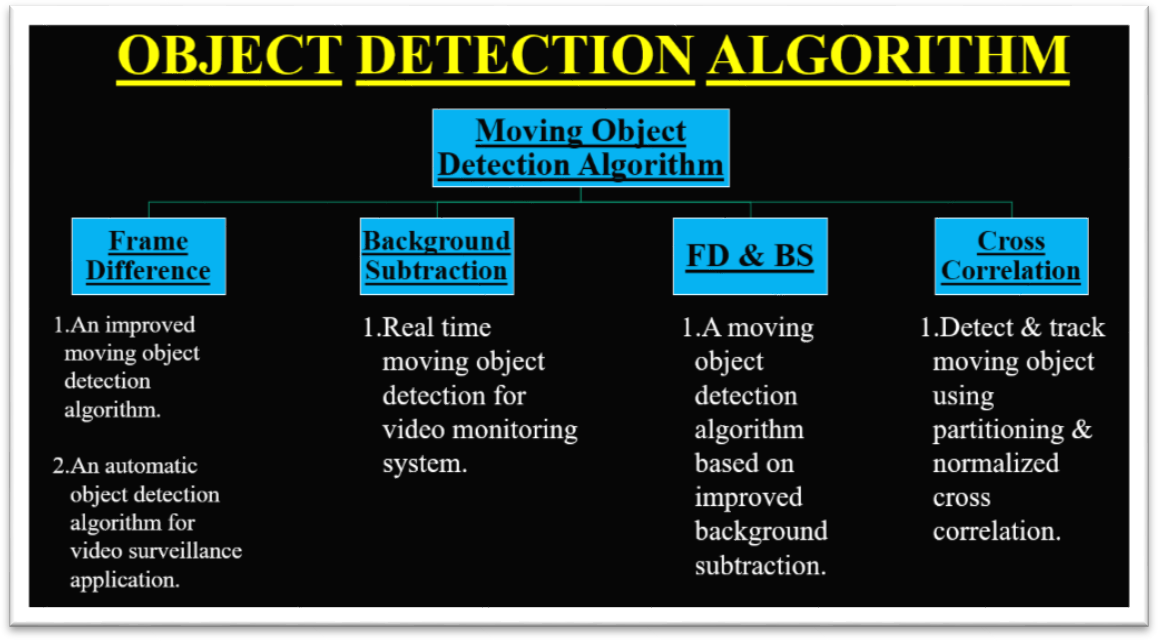 OBJECT DETECTION ALGORITHM
Moving Object
Detection Algorithm
Frame
Difference
1.An improved
moving object
detection
algorithm.
2.An automatic
object detection
algorithm for
video surveillance
application.
Background
Subtraction
1.Real time
moving object
detection for
video monitoring
system.
FD & BS
1.A moving
object
detection
algorithm
based on
improved
background
subtraction.
Cross
Correlation
1.Detect & track
moving object
using
partitioning &
normalized
cross
correlation.